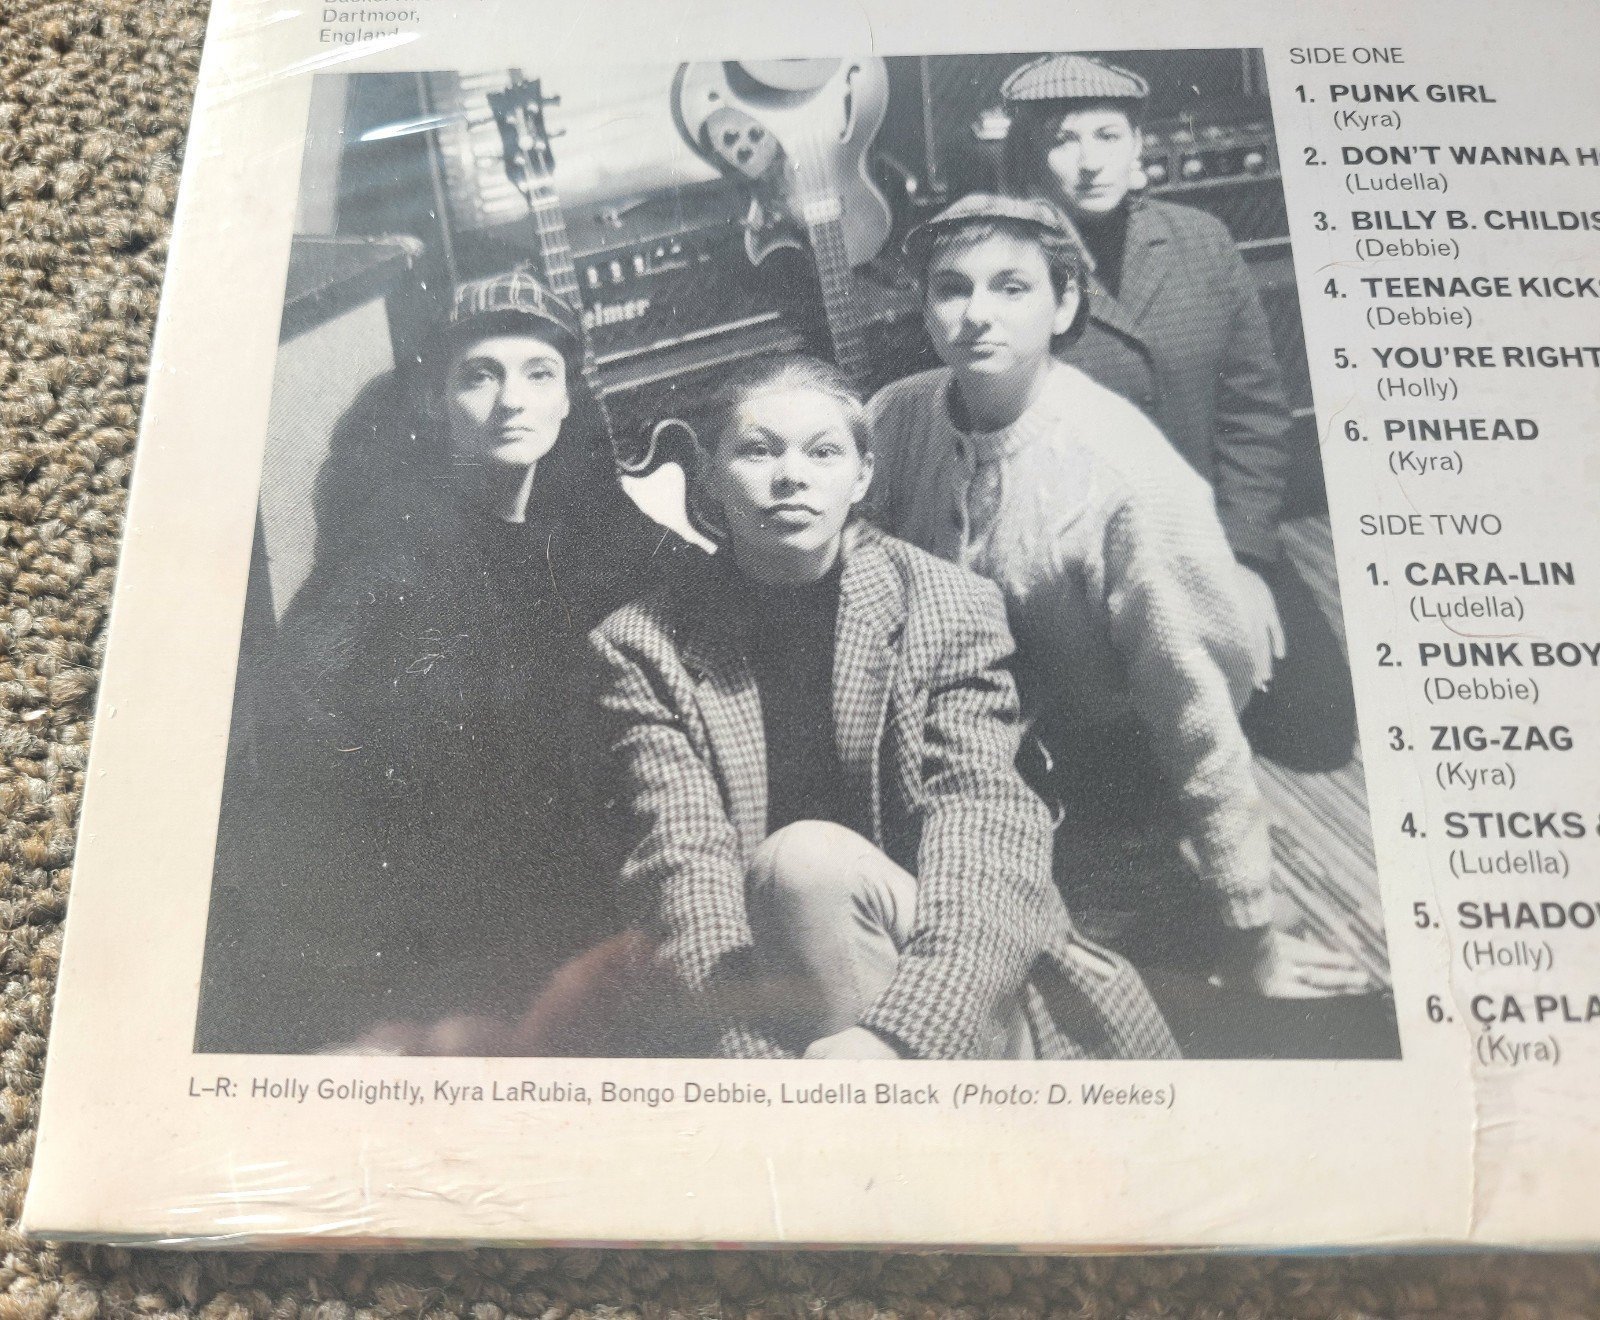 Dartmoor,
England
SIDE ONE
1. PUNK GIRL
(Kyra)
2. DON'T WANNA
(Ludella)
3. BILLY B. CHILDIS
(Debbie)
4. TEENAGE KICKS
(Debbie)
5. YOU'RE RIGHT
(Holly)
6. PINHEAD
(Kyra)
SIDE TWO
1. CARA-LIN
(Ludella)
2. PUNK BOY
(Debbie)
3. ZIG-ZAG
(Kyra)
4. STICKS &
(Ludella)
5. SHADO
(Holly)
6. ÇA PLA
(Kyra)
elmer
L–R: Holly Golightly, Kyra LaRubia, Bongo Debbie, Ludella Black (Photo: D. Weekes)